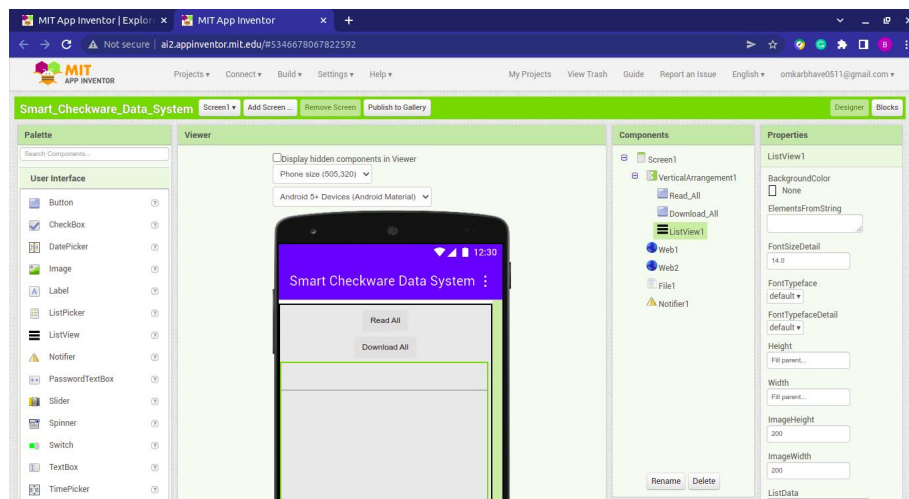 MIT App Inventor | Explor
MIT App Inventor
Not secure | ai2.appinventor.mit.edu/#5346678067822592
B
MIT
APP INVENTOR
Projects Connect Build Settings Help My Projects View Trash Guide Report an Issue English omkarbhave0511@gmail.com
Smart_Checkware_Data_System Screen1 Add Screen ... Remove Screen Publish to Gallery Designer Blocks
Palette
Search Components...
User Interface
Button
CheckBox
DatePicker
Image
Label
ListPicker
ListView
Notifier
PasswordTextBox
Slider
Spinner
Switch
TextBox
TimePicker
Viewer
Display hidden components in Viewer
Phone size (505,320)
Android 5+ Devices (Android Material)
12:30
Smart Checkware Data System
Read All
Download All
Components
Screen1
VerticalArrangement1
Read_All
Download_All
ListView1
Web1
Web2
File1
Notifier1
Rename Delete
Properties
ListView1
BackgroundColor
None
ElementsFromString
FontSizeDetail
14.0
FontTypeface
default
FontTypefaceDetail
default
Height
Fill parent...
Width
Fill parent...
ImageHeight
200
ImageWidth
200
ListData